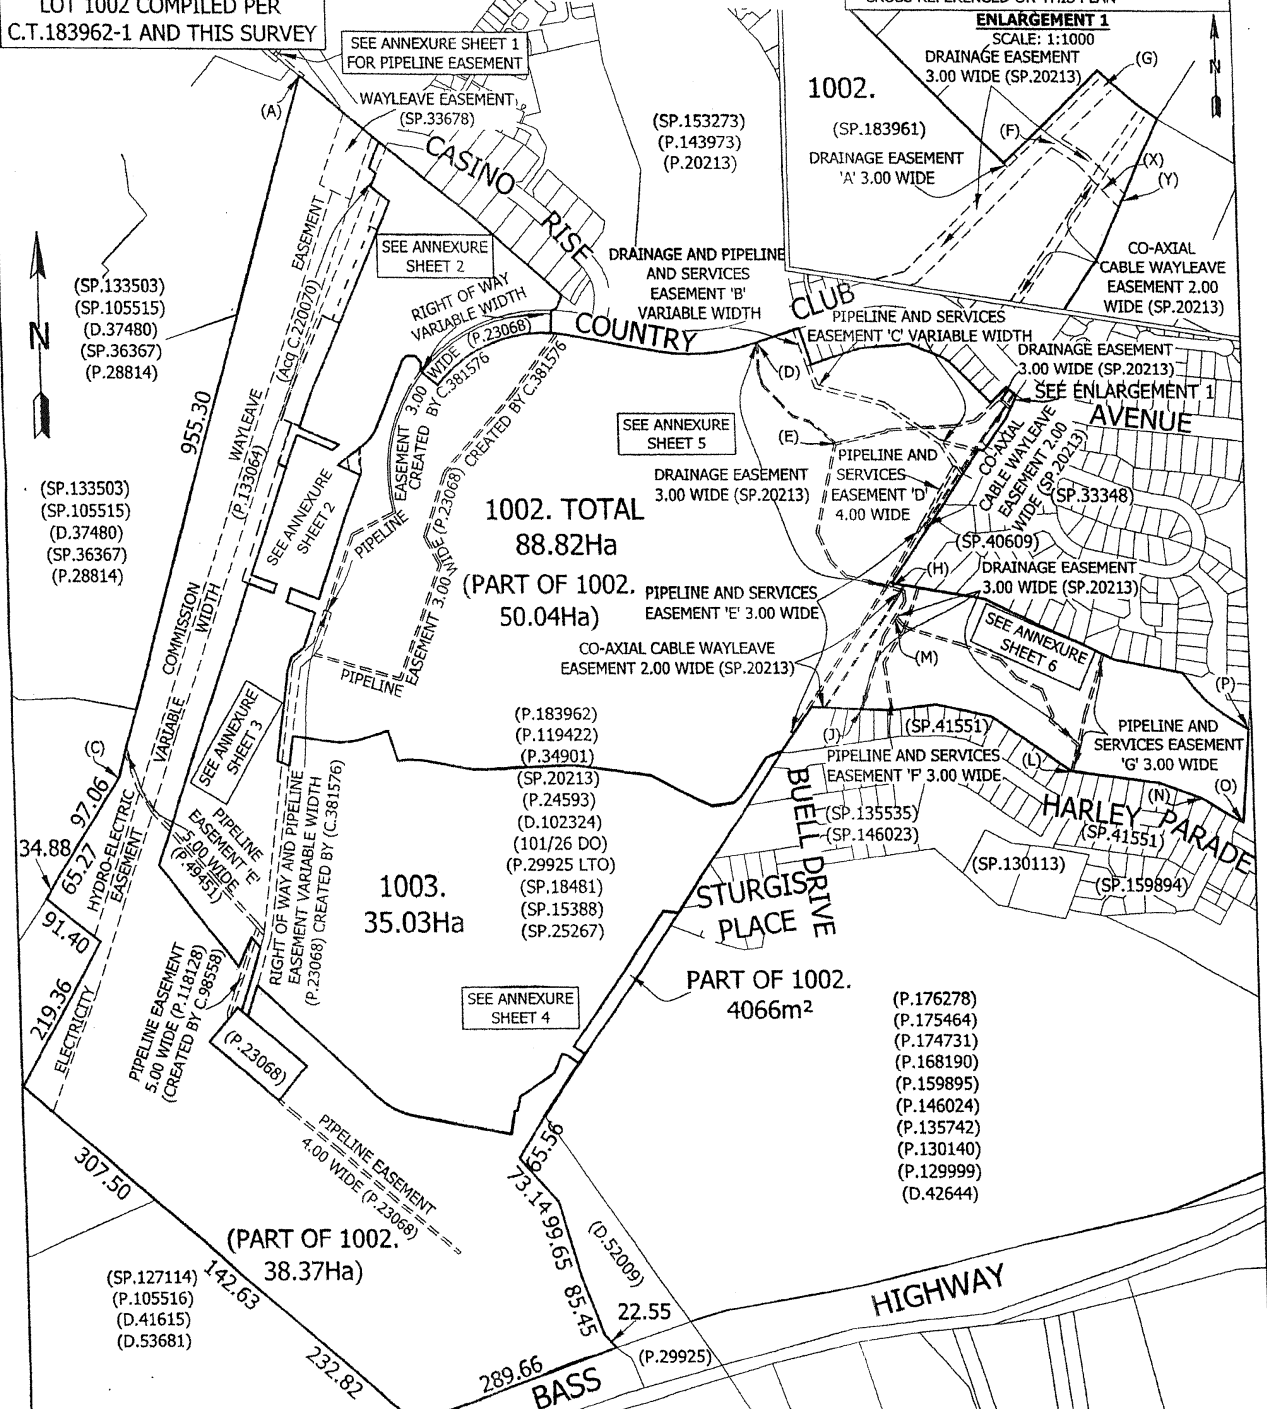 LOT 1002 COMPILED PER
C.T.183962-1 AND THIS SURVEY
SEE ANNEXURE SHEET 1
FOR PIPELINE EASEMENT
ENLARGEMENT 1
SCALE: 1:1000
DRAINAGE EASEMENT
3.00 WIDE (SP.20213)
(G)
N
1002.
(SP.183961)
(F)
DRAINAGE EASEMENT
'A' 3.00 WIDE
(X)
(Y)
CO-AXIAL
CABLE WAYLEAVE
EASEMENT 2.00
WIDE (SP.20213)
(A)
WAYLEAVE EASEMENT
(SP.33678)
CASINO
RISE
(SP.153273)
(P.143973)
(P.20213)
SEE ANNEXURE
SHEET 2
DRAINAGE AND PIPELINE
AND SERVICES
EASEMENT 'B'
VARIABLE WIDTH
N
(SP.133503)
(SP.105515)
(D.37480)
(SP.36367)
(P.28814)
RIGHT OF WAY
VARIABLE WIDTH
COUNTRY
CLUB
AVENUE
PIPELINE AND SERVICES
EASEMENT 'C' VARIABLE WIDTH
DRAINAGE EASEMENT
3.00 WIDE (SP.20213)
SEE ENLARGEMENT 1
(D)
(E)
955.30
WAYLEAVE
(P.133064)
EASEMENT
(Acq C.220070)
EASEMENT 3.00 WIDE (P.23068)
CREATED BY C.381576
SEE ANNEXURE
SHEET 5
DRAINAGE EASEMENT
3.00 WIDE (SP.20213)
PIPELINE AND
SERVICES
EASEMENT 'D'
4.00 WIDE
CO-AXIAL
CABLE WAYLEAVE
EASEMENT 2.00
WIDE (SP.20213)
(SP.33348)
(SP.40609)
(SP.133503)
(SP.105515)
(D.37480)
(SP.36367)
(P.28814)
SEE ANNEXURE
SHEET 2
PIPELINE
PIPELINE
EASEMENT 3.00 WIDE (P.23068) CREATED BY C.381576
1002. TOTAL
88.82Ha
(PART OF 1002.
50.04Ha)
(H)
DRAINAGE EASEMENT
3.00 WIDE (SP.20213)
PIPELINE AND SERVICES
EASEMENT 'E' 3.00 WIDE
CO-AXIAL CABLE WAYLEAVE
EASEMENT 2.00 WIDE (SP.20213)
(M)
SEE ANNEXURE
SHEET 6
(P)
COMMISSION
WIDTH
VARIABLE
SEE ANNEXURE
SHEET 3
(C)
97.06
34.88
65.27
91.40
219.36
HYDRO-ELECTRIC
EASEMENT
ELECTRICITY
PIPELINE
EASEMENT 'E'
5.00 WIDE
(P.49451)
RIGHT OF WAY AND PIPELINE
EASEMENT VARIABLE WIDTH
(P.23068) CREATED BY (C.381576)
(P.183962)
(P.119422)
(P.34901)
(SP.20213)
(P.24593)
(D.102324)
(101/26 DO)
(P.29925 LTO)
(SP.18481)
(SP.15388)
(SP.25267)
(J)
(SP.41551)
PIPELINE AND SERVICES
EASEMENT 'F' 3.00 WIDE
PIPELINE AND
SERVICES EASEMENT
'G' 3.00 WIDE
(L)
(N)
(O)
HARLEY PARADE
(SP.41551)
(SP.135535)
(SP.146023)
(SP.130113)
(SP.159894)
BUELL DRIVE
STURGIS
PLACE
1003.
35.03Ha
PIPELINE EASEMENT
5.00 WIDE (P.118128)
(CREATED BY C.98558)
(P.23068)
SEE ANNEXURE
SHEET 4
PART OF 1002.
4066m²
(P.176278)
(P.175464)
(P.174731)
(P.168190)
(P.159895)
(P.146024)
(P.135742)
(P.130140)
(P.129999)
(D.42644)
PIPELINE EASEMENT
4.00 WIDE (P.23068)
65.56
73.14
99.65
85.45
22.55
(D.52009)
307.50
(PART OF 1002.
38.37Ha)
142.63
(SP.127114)
(P.105516)
(D.41615)
(D.53681)
232.82
289.66
BASS
HIGHWAY
(P.29925)